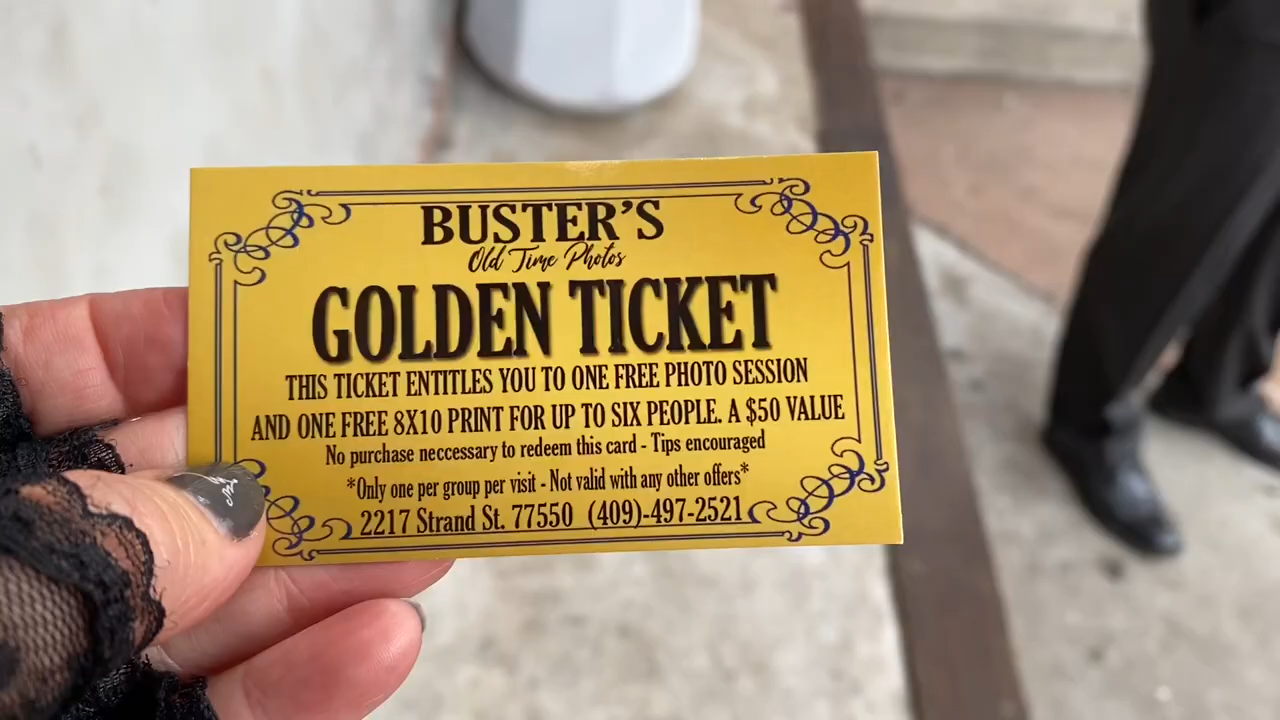 BUSTER'S
Old Time Photos
GOLDEN TICKET
THIS TICKET ENTITLES YOU TO ONE FREE PHOTO SESSION
AND ONE FREE 8X10 PRINT FOR UP TO SIX PEOPLE. A $50 VALUE
No purchase neccessary to redeem this card - Tips encouraged
*Only one per group per visit - Not valid with any other offers*
2217 Strand St. 77550 (409)-497-2521